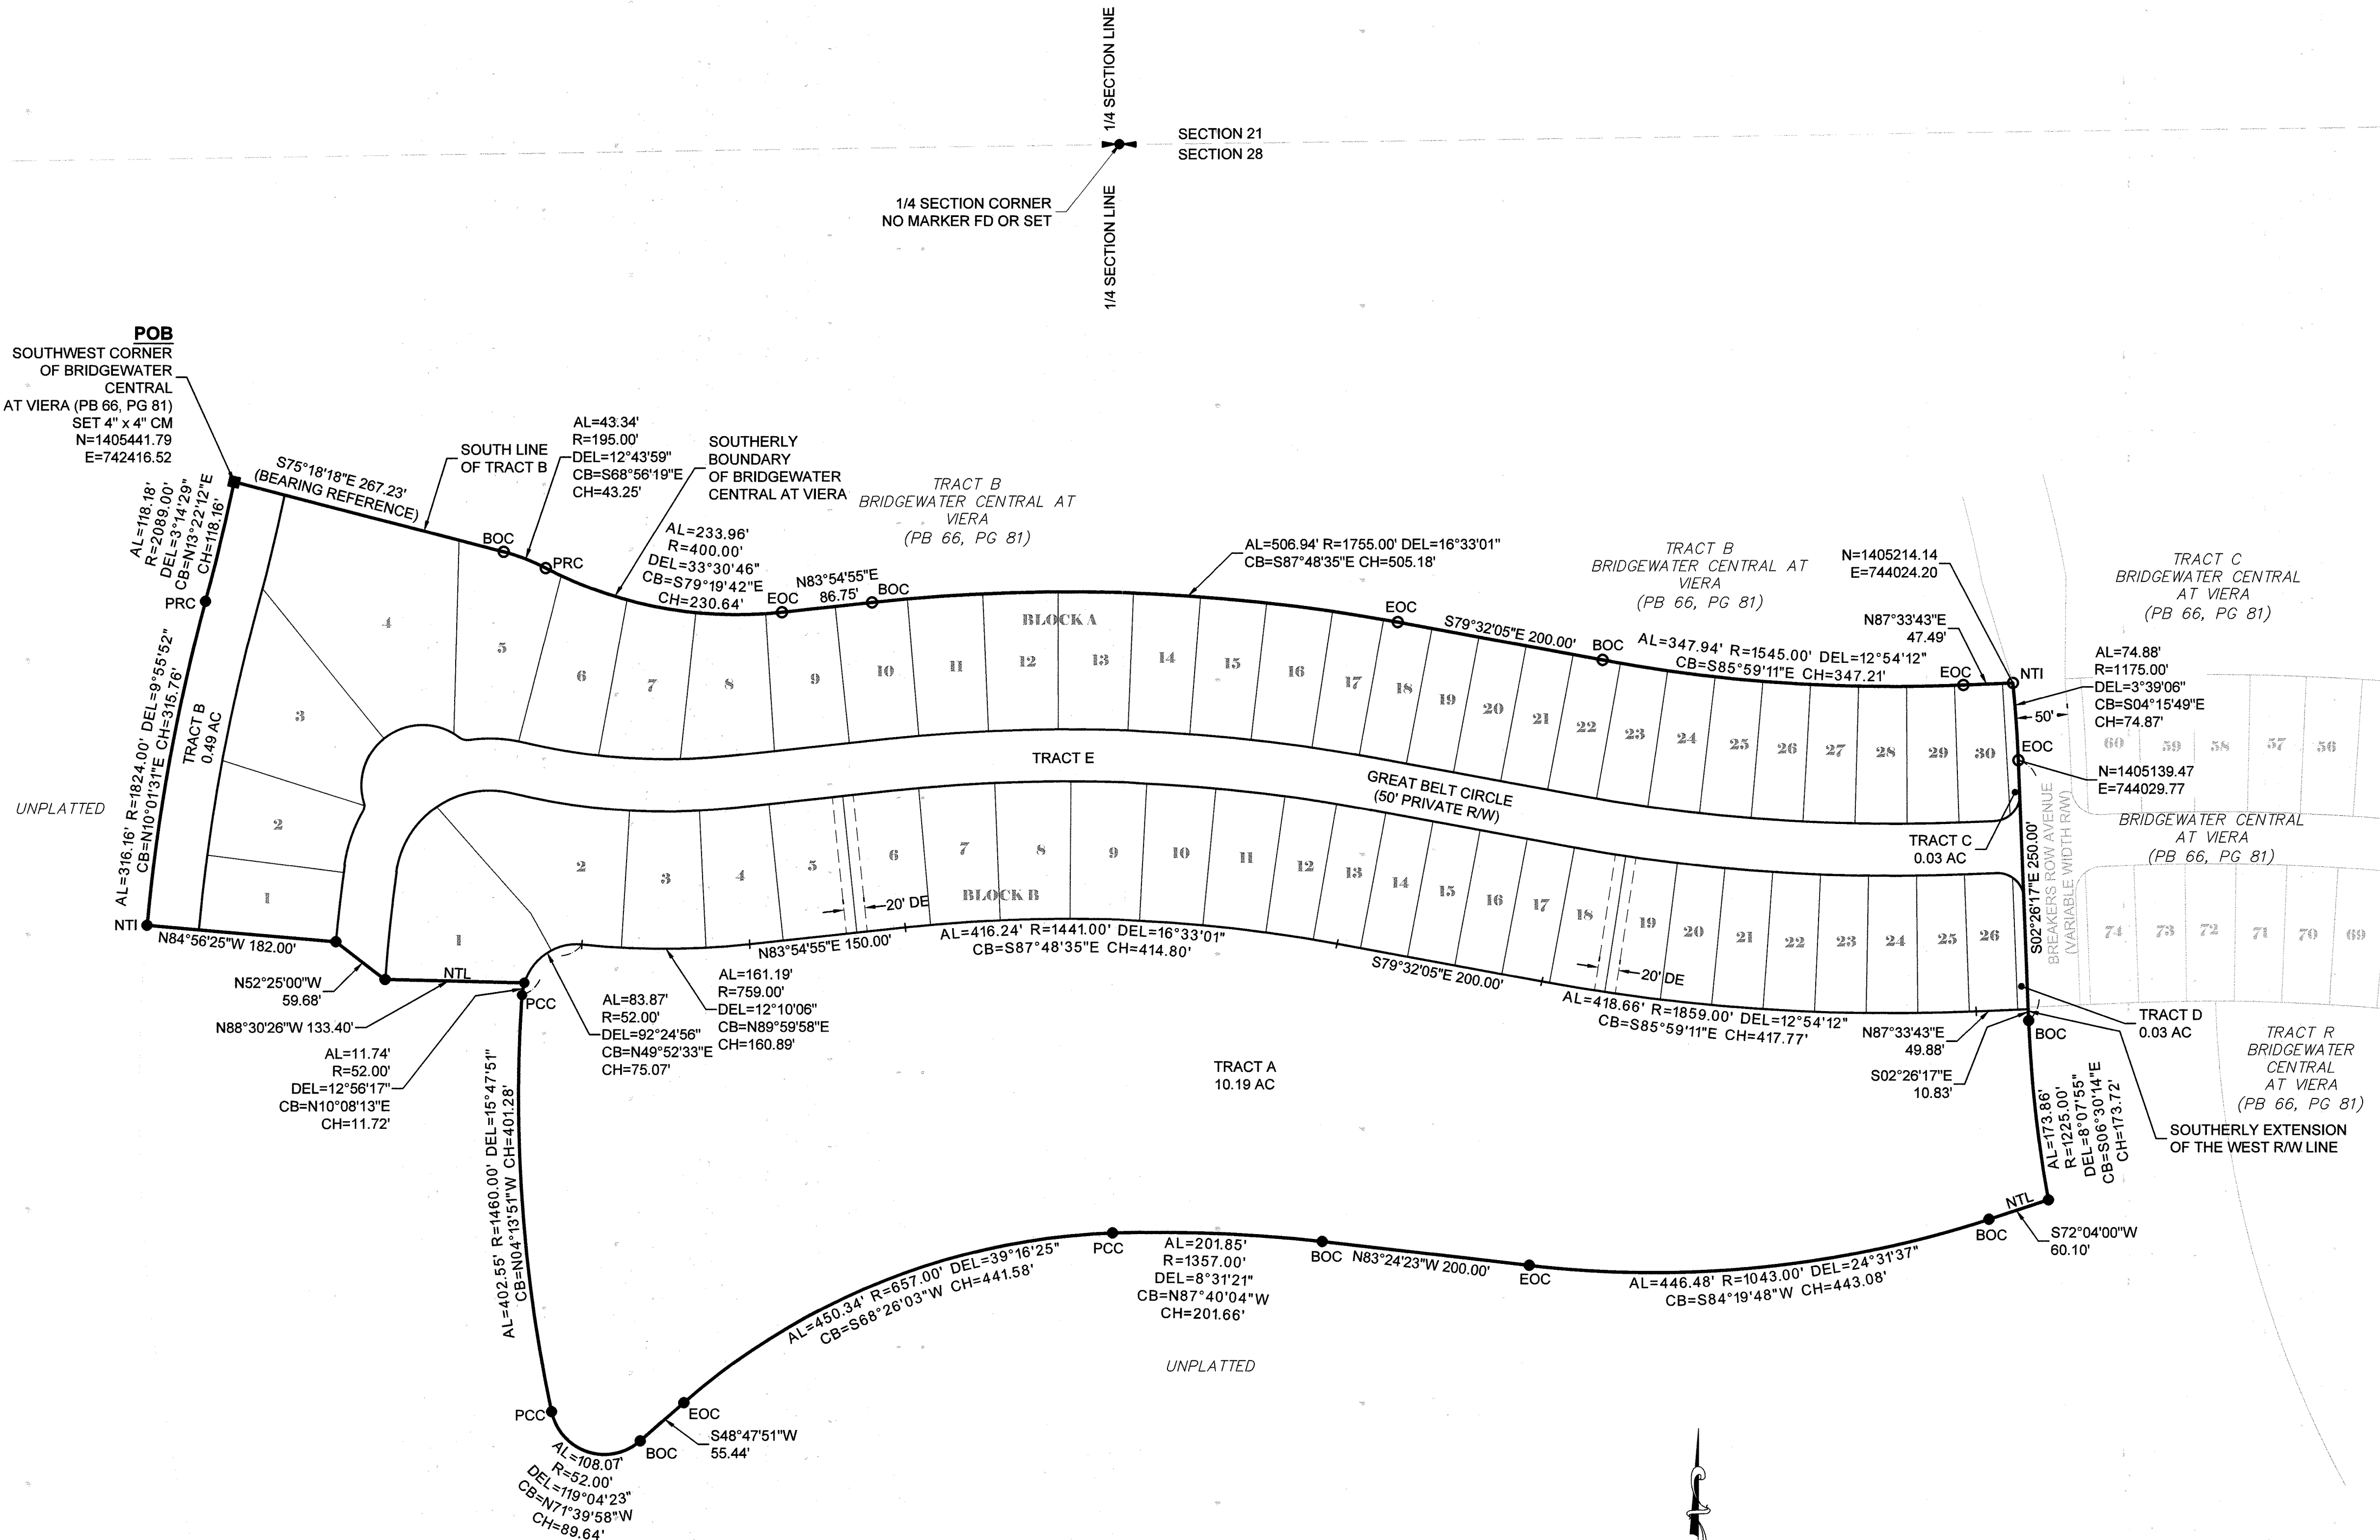 1/4 SECTION LINE
SECTION 21
SECTION 28
1/4 SECTION CORNER
NO MARKER FD OR SET
1/4 SECTION LINE
POB
SOUTHWEST CORNER
OF BRIDGEWATER
CENTRAL
AT VIERA (PB 66, PG 81)
SET 4" x 4" CM
N=1405441.79
E=742416.52
S75°18'18"E 267.23'
(BEARING REFERENCE)
SOUTH LINE
OF TRACT B
BOC
AL=43.34'
R=195.00'
DEL=12°43'59"
CB=S68°56'19"E
CH=43.25'
PRC
SOUTHERLY
BOUNDARY
OF BRIDGEWATER
CENTRAL AT VIERA
AL=233.96'
R=400.00'
DEL=33°30'46"
CB=S79°19'42"E
CH=230.64'
EOC
N83°54'55"E
86.75'
BOC
TRACT B
BRIDGEWATER CENTRAL AT
VIERA
(PB 66, PG 81)
AL=506.94' R=1755.00' DEL=16°33'01"
CB=S87°48'35"E CH=505.18'
EOC
S79°32'05"E 200.00'
BOC
TRACT B
BRIDGEWATER CENTRAL AT
VIERA
(PB 66, PG 81)
AL=347.94' R=1545.00' DEL=12°54'12"
CB=S85°59'11"E CH=347.21'
N=1405214.14
E=744024.20
N87°33'43"E
47.49'
EOC
NTI
TRACT C
BRIDGEWATER CENTRAL
AT VIERA
(PB 66, PG 81)
AL=74.88'
R=1175.00'
DEL=3°39'06"
CB=S04°15'49"E
CH=74.87'
50'
EOC
N=1405139.47
E=744029.77
60
59
58
57
56
BRIDGEWATER CENTRAL
AT VIERA
(PB 66, PG 81)
74
73
72
71
70
69
BREAKERS ROW AVENUE
(VARIABLE WIDTH R/W)
S02°26'17"E 250.00'
TRACT C
0.03 AC
TRACT D
0.03 AC
TRACT R
BRIDGEWATER
CENTRAL
AT VIERA
(PB 66, PG 81)
SOUTHERLY EXTENSION
OF THE WEST R/W LINE
AL=118.18'
R=2089.00'
DEL=3°14'29"
CB=N13°22'12"E
CH=118.16'
PRC
AL=316.16' R=1824.00' DEL=9°55'52"
CB=N10°01'31"E CH=315.76'
TRACT B
0.49 AC
UNPLATTED
NTI
N84°56'25"W 182.00'
N52°25'00"W
59.68'
NTL
N88°30'26"W 133.40'
PCC
AL=11.74'
R=52.00'
DEL=12°56'17"
CB=N10°08'13"E
CH=11.72'
AL=83.87'
R=52.00'
DEL=92°24'56"
CB=N49°52'33"E
CH=75.07'
AL=161.19'
R=759.00'
DEL=12°10'06"
CB=N89°59'58"E
CH=160.89'
N83°54'55"E 150.00'
AL=416.24' R=1441.00' DEL=16°33'01"
CB=S87°48'35"E CH=414.80'
S79°32'05"E 200.00'
AL=418.66' R=1859.00' DEL=12°54'12"
CB=S85°59'11"E CH=417.77'
N87°33'43"E
49.88'
S02°26'17"E
10.83'
BOC
BLOCK A
1
2
3
4
5
6
7
8
9
10
11
12
13
14
15
16
17
18
19
20
21
22
23
24
25
26
27
28
29
30
TRACT E
GREAT BELT CIRCLE
(50' PRIVATE R/W)
BLOCK B
1
2
3
4
5
6
7
8
9
10
11
12
13
14
15
16
17
18
19
20
21
22
23
24
25
26
20' DE
20' DE
TRACT A
10.19 AC
AL=173.86'
R=1225.00'
DEL=8°07'55"
CB=S06°30'14"E
CH=173.72'
NTL
S72°04'00"W
60.10'
BOC
AL=446.48' R=1043.00' DEL=24°31'37"
CB=S84°19'48"W CH=443.08'
EOC
N83°24'23"W 200.00'
BOC
AL=201.85'
R=1357.00'
DEL=8°31'21"
CB=N87°40'04"W
CH=201.66'
PCC
AL=450.34' R=657.00' DEL=39°16'25"
CB=S68°26'03"W CH=441.58'
EOC
S48°47'51"W
55.44'
BOC
AL=108.07'
R=52.00'
DEL=119°04'23"
CB=N71°39'58"W
CH=89.64'
PCC
AL=402.55' R=1460.00' DEL=15°47'51"
CB=N04°13'51"W CH=401.28'
UNPLATTED